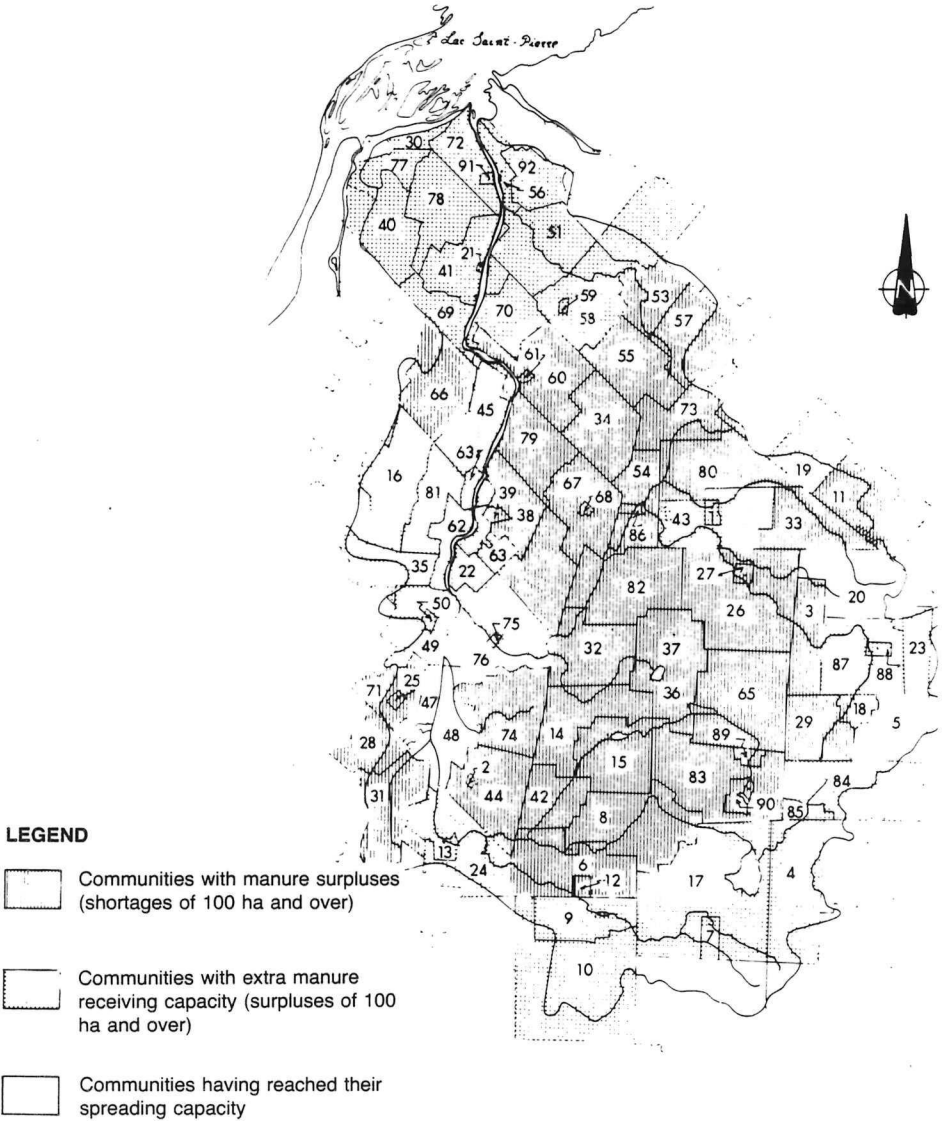 Lac Saint-Pierre
30 72
77 91 92
78 56
40
51
21
41
N
59 53
69 70 58 57
61 55
60
66 45 73
79 34
63 54 80 19
16 67
81 39 68 11
62 38 43 1 33
86
63
35 22 27
82 20
50 26 3
75
49 32 37 87 23
76 88
71 25 36 65
47 18
29 5
28 48 74 14 89
2 15 83 84
31 44 42 90 85
8
LEGEND
13 24 6 17 4
Communities with manure surpluses
(shortages of 100 ha and over)
12
9 7
10
Communities with extra manure
receiving capacity (surpluses of 100
ha and over)
Communities having reached their
spreading capacity